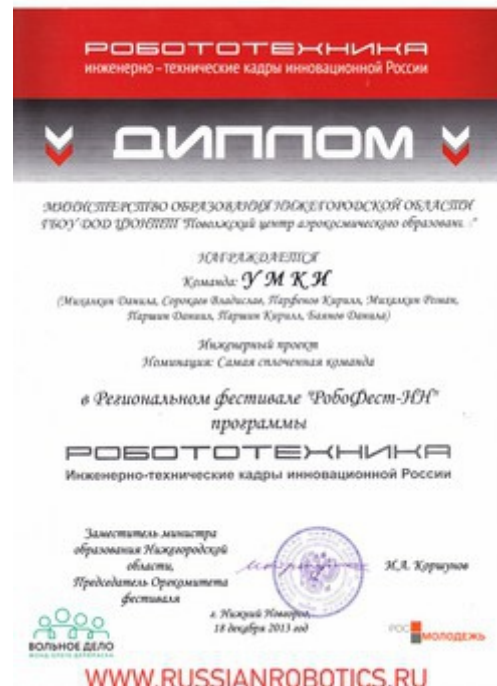 РОБОТОТЕХНИКА
инженерно-технические кадры инновационной России
ДИПЛОМ
МИНИСТЕРСТВО ОБРАЗОВАНИЯ НИЖЕГОРОДСКОЙ ОБЛАСТИ
ГБОУ ДОД "Поволжский центр аэрокосмического образования"
НАГРАЖДАЕТСЯ
Команда: УМКИ
(Михалкин Данила, Сорокаев Владислав, Парфенов Кирилл, Михалкин Роман,
Паршин Даниил, Паршин Кирилл, Баянов Данила)
Инженерный проект
Номинация: Самая сплоченная команда
в Региональном фестивале "РобоФест-НН"
программы
РОБОТОТЕХНИКА
Инженерно-технические кадры инновационной России
Заместитель министра
образования Нижегородской
области,
Председатель Оргкомитета
фестиваля
И.А. Коршунов
г. Нижний Новгород,
18 декабря 2013 год
ВОЛЬНОЕ ДЕЛО
РОС МОЛОДЕЖЬ
WWW.RUSSIANROBOTICS.RU